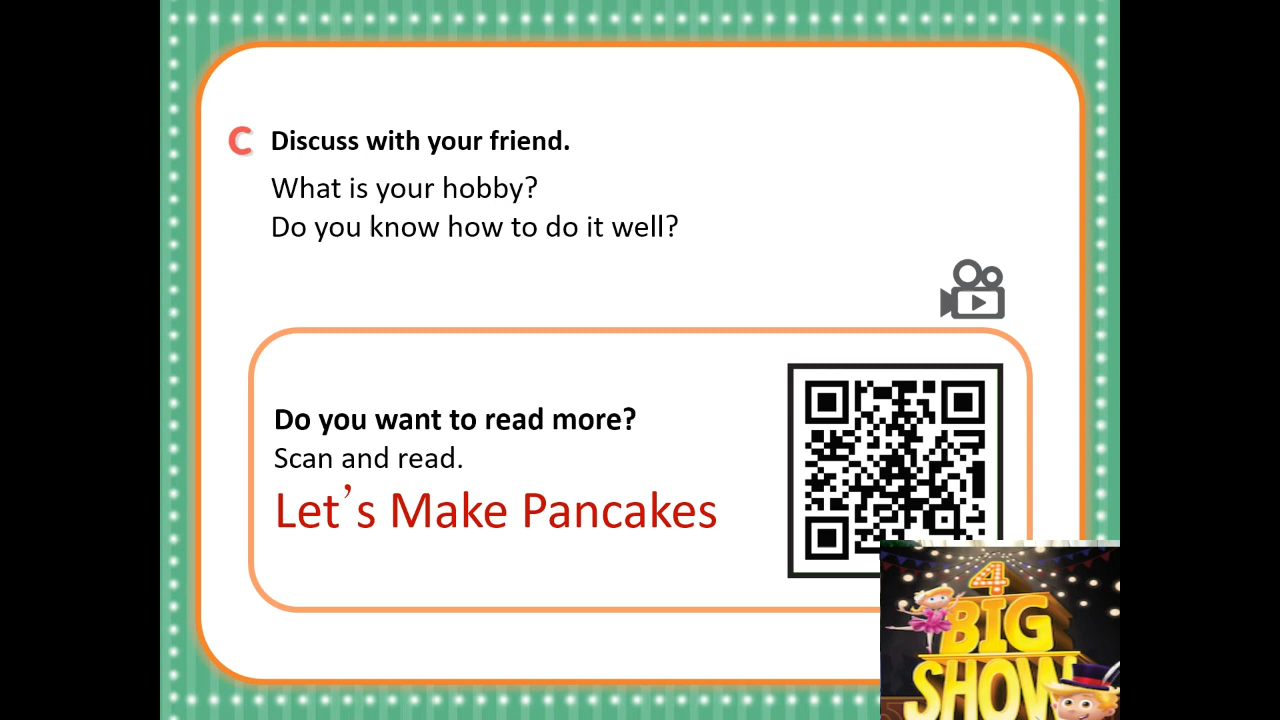 C Discuss with your friend.
What is your hobby?
Do you know how to do it well?
Do you want to read more?
Scan and read.
Let’s Make Pancakes
4
BIG
SHOW